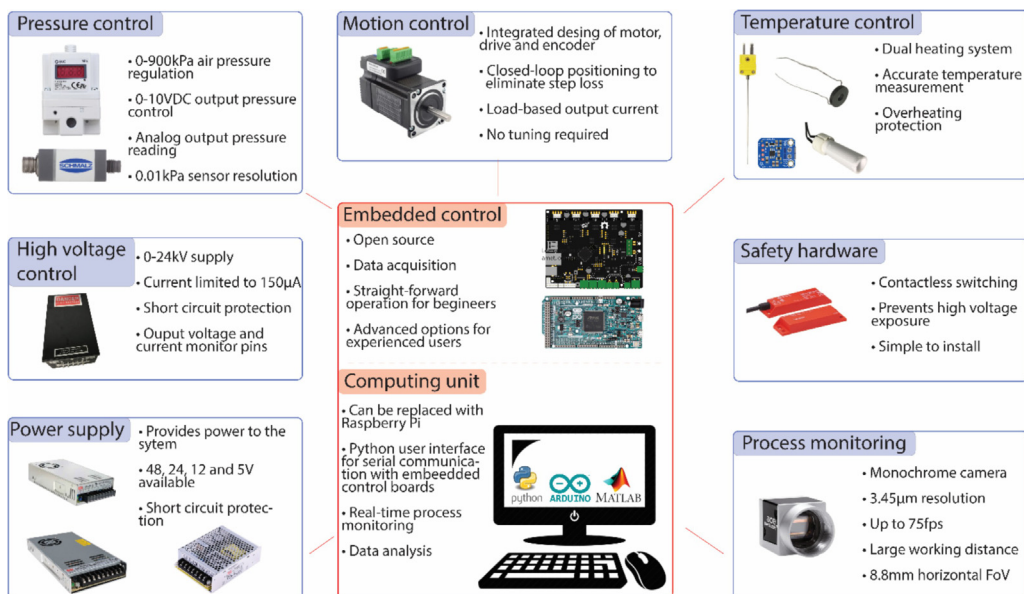 Pressure control
• 0-900kPa air pressure
regulation
• 0-10VDC output pressure
control
• Analog output pressure
reading
• 0.01kPa sensor resolution
SCHMALZ
Motion control
• Integrated desing of motor,
drive and encoder
• Closed-loop positioning to
eliminate step loss
• Load-based output current
• No tuning required
Temperature control
• Dual heating system
• Accurate temperature
measurement
• Overheating
protection
High voltage
control
• 0-24kV supply
• Current limited to 150μA
• Short circuit protection
• Ouput voltage and
current monitor pins
Embedded control
• Open source
• Data acquisition
• Straight-forward
operation for begineers
• Advanced options for
experienced users
Safety hardware
• Contactless switching
• Prevents high voltage
exposure
• Simple to install
Power supply
• Provides power to the
sytem
• 48, 24, 12 and 5V
available
• Short circuit protec-
tion
Computing unit
• Can be replaced with
Raspberry Pi
• Python user interface
for serial communica-
tion with embeedded
control boards
• Real-time process
monitoring
• Data analysis
python
ARDUINO
MATLAB
Process monitoring
• Monochrome camera
• 3.45μm resolution
• Up to 75fps
• Large working distance
• 8.8mm horizontal FoV